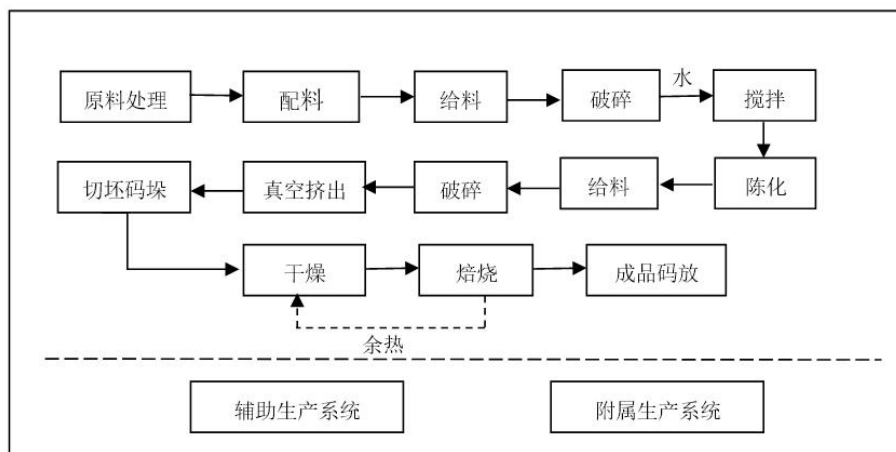 原料处理
配料
给料
破碎
水
搅拌
切坯码垛
真空挤出
破碎
给料
陈化
干燥
焙烧
成品码放
余热
辅助生产系统
附属生产系统